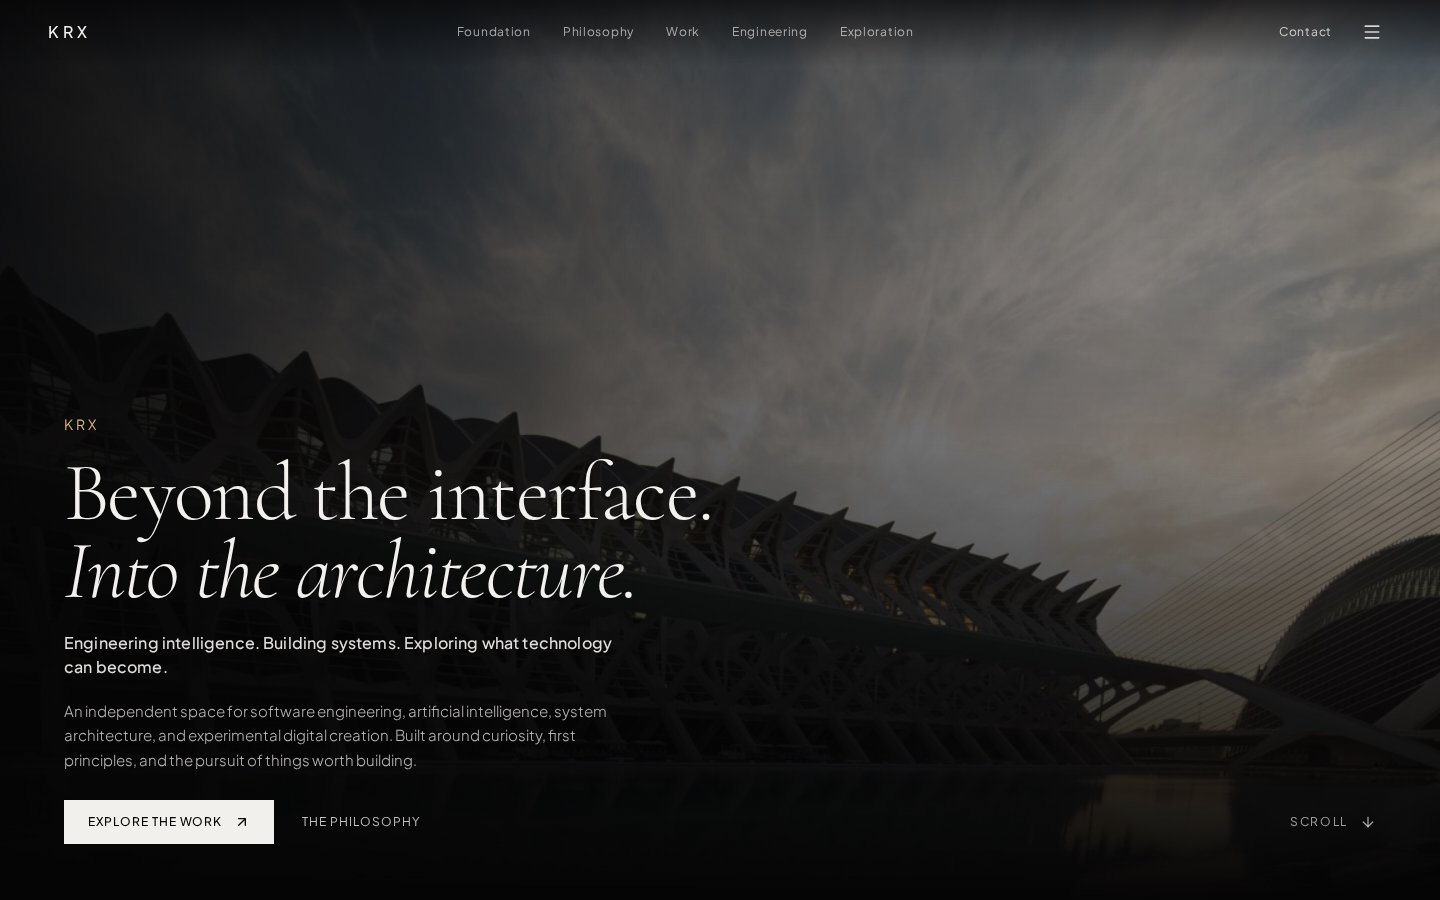 KRX
Foundation
Philosophy
Work
Engineering
Exploration
Contact
KRX
Beyond the interface.
Into the architecture.
Engineering intelligence. Building systems. Exploring what technology
can become.
An independent space for software engineering, artificial intelligence, system
architecture, and experimental digital creation. Built around curiosity, first
principles, and the pursuit of things worth building.
EXPLORE THE WORK
THE PHILOSOPHY
SCROLL